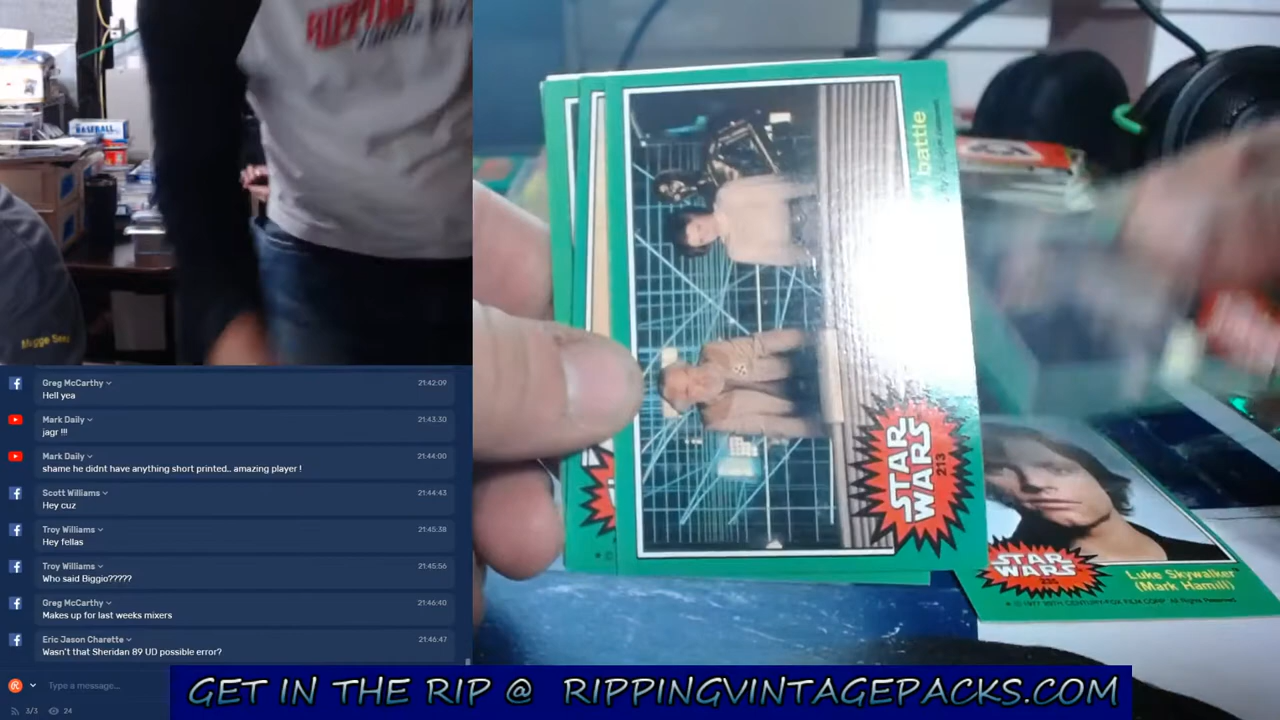 RIPPING
BASEBALL
Greg McCarthy
21:42:09
Hell yea
Mark Daily
21:43:30
jagr !!!
Mark Daily
21:44:00
shame he didnt have anything short printed.. amazing player !
Scott Williams
21:44:43
Hey cuz
Troy Williams
21:45:38
Hey fellas
Troy Williams
21:45:56
Who said Biggio?????
Greg McCarthy
21:46:40
Makes up for last weeks mixers
Eric Jason Charette
21:46:47
Wasn't that Sheridan 89 UD possible error?
Type a message...
3/3
24
battle
STAR
WARS
213
STAR
WARS
Luke Skywalker
(Mark Hamill)
GET IN THE RIP @ RIPPINGVINTAGEPACKS.COM